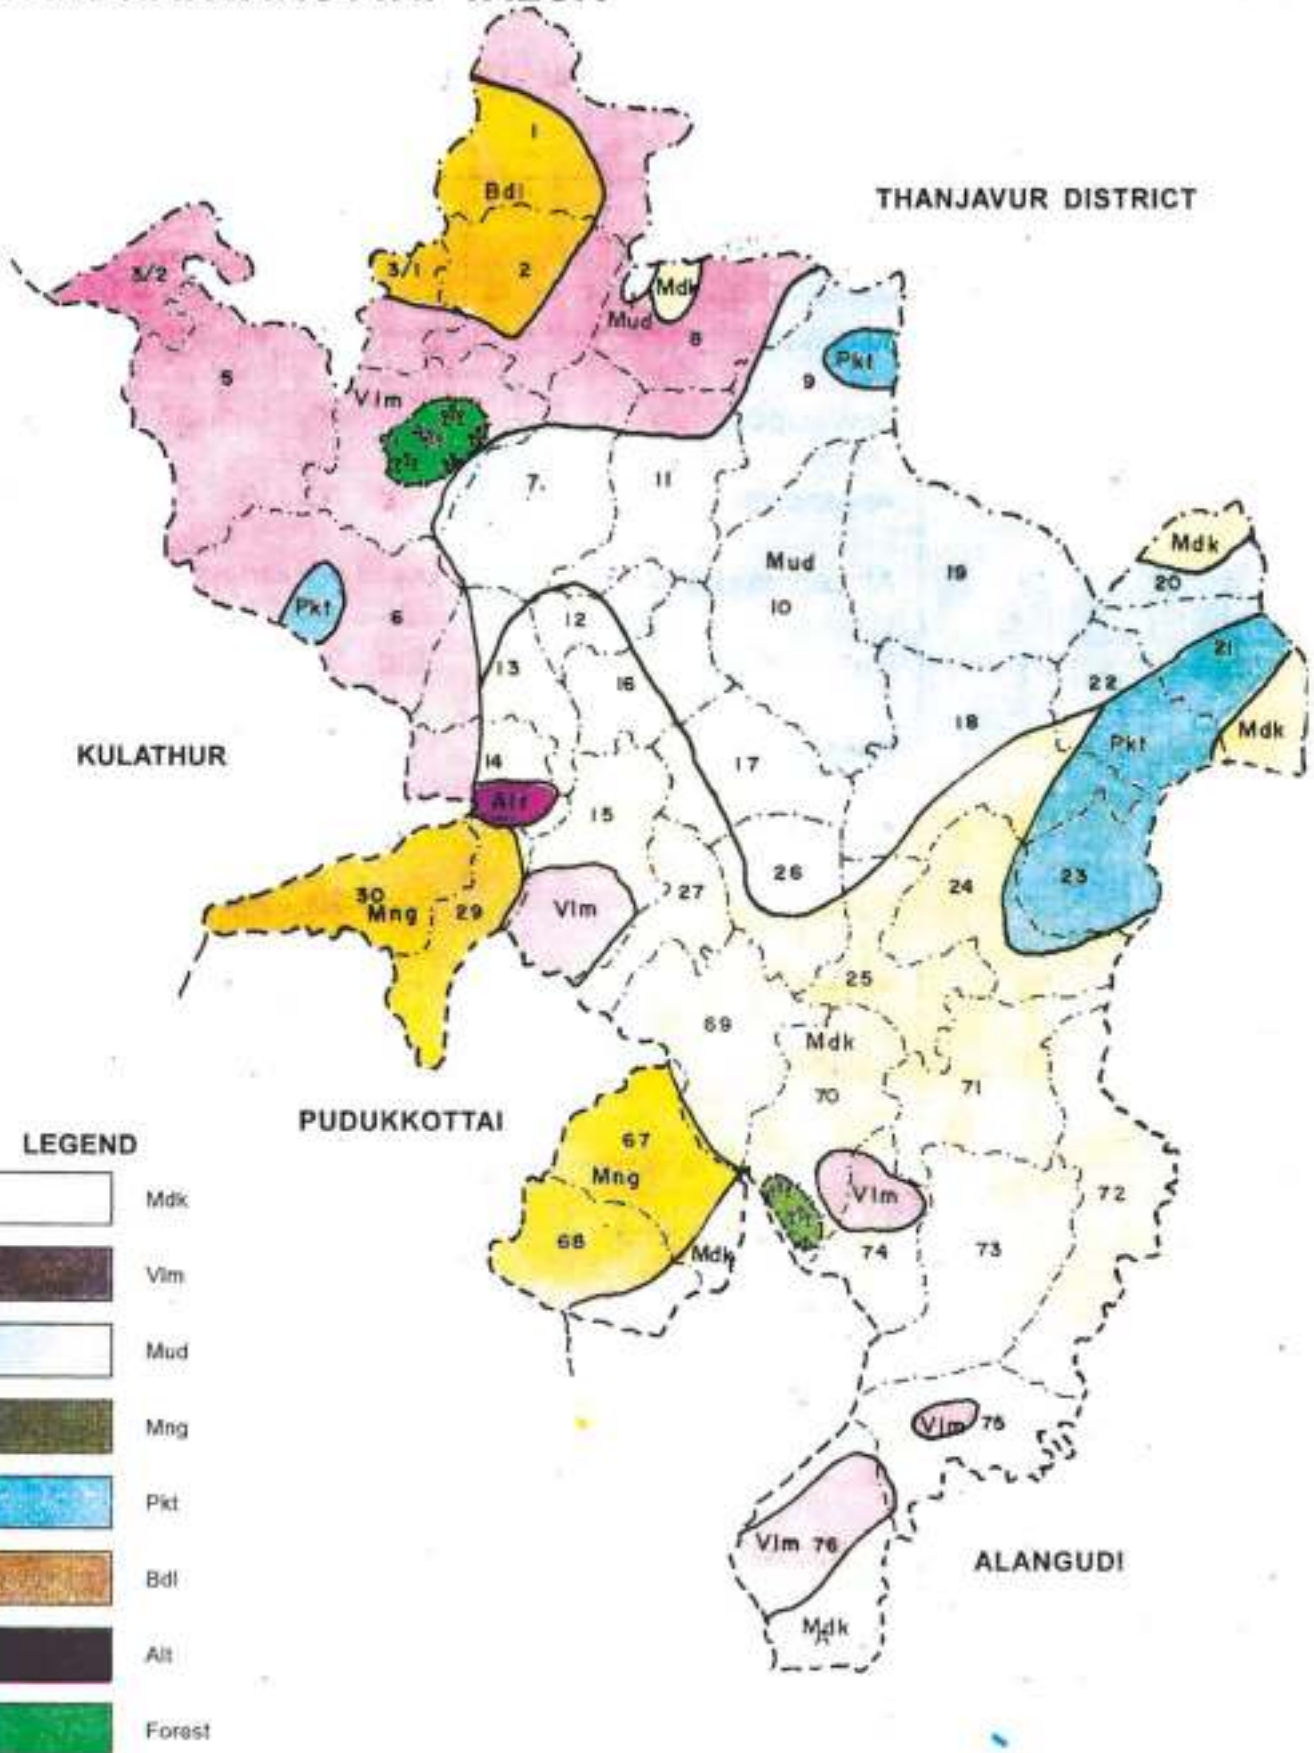 1
Bdl
THANJAVUR DISTRICT
3/2
3/1
2
Mdk
Mud
8
5
9
Pkt
Vlm
7
11
Mdk
Mud
19
20
Pkt
6
10
12
21
13
16
22
18
Pkt
Mdk
KULATHUR
14
17
15
26
23
24
30
Mng
29
Vlm
27
25
69
Mdk
70
71
PUDUKKOTTAI
67
Mng
LEGEND
72
Vlm
68
Mdk
74
73
Mdk
Vlm
Mud
Vlm 75
Mng
Pkt
Vlm 76
ALANGUDI
Bdl
Mdk
Alt
Forest